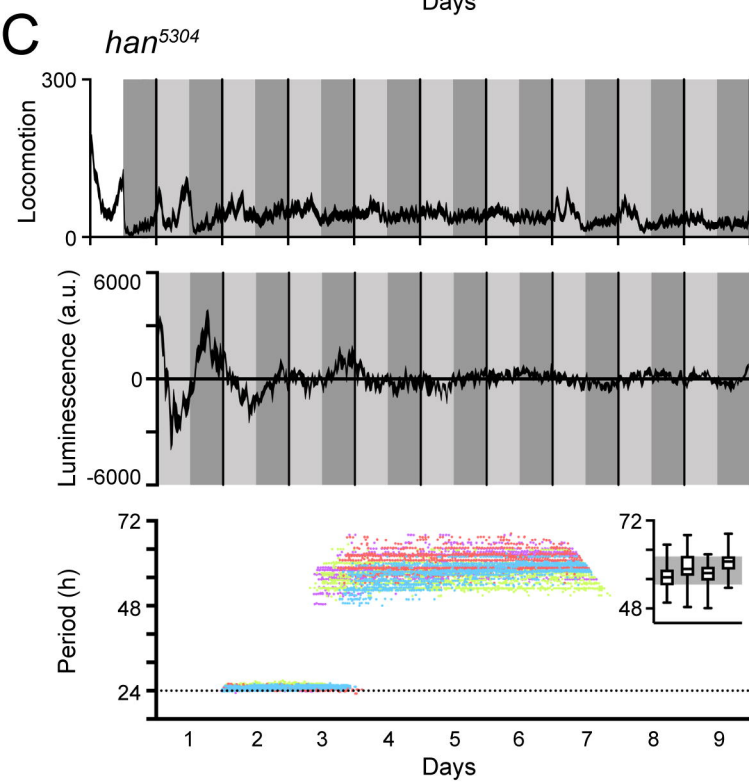 Days
C
han5304
300
Locomotion
0
6000
Luminescence (a.u.)
0
-6000
72
Period (h)
48
24
72
48
1 2 3 4 5 6 7 8 9
Days